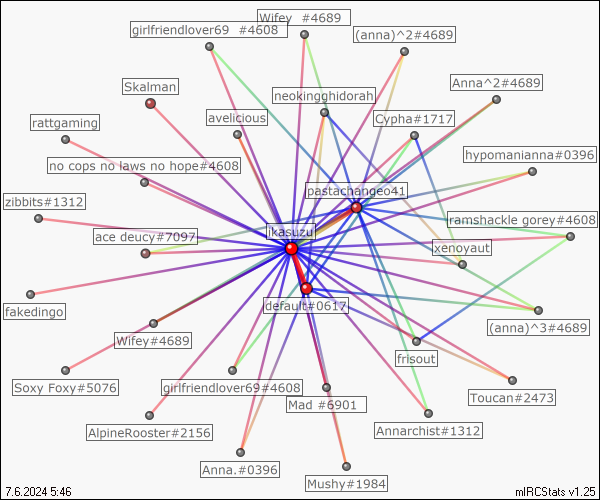 Wifey #4689
girlfriendlover69 #4608
(anna)^2#4689
Skalman
neokingghidorah
Anna^2#4689
rattgaming
avelicious
Cypha#1717
no cops no laws no hope#4608
hypomanianna#0396
pastachangeo41
zibbits#1312
ramshackle gorey#4608
ikasuzu
ace deucy#7097
xenoyaut
fakedingo
default#0617
(anna)^3#4689
Wifey#4689
frisout
Soxy Foxy#5076
girlfriendlover69#4608
Toucan#2473
Mad #6901
AlpineRooster#2156
Annarchist#1312
Anna.#0396
Mushy#1984
7.6.2024 5:46
mIRCStats v1.25